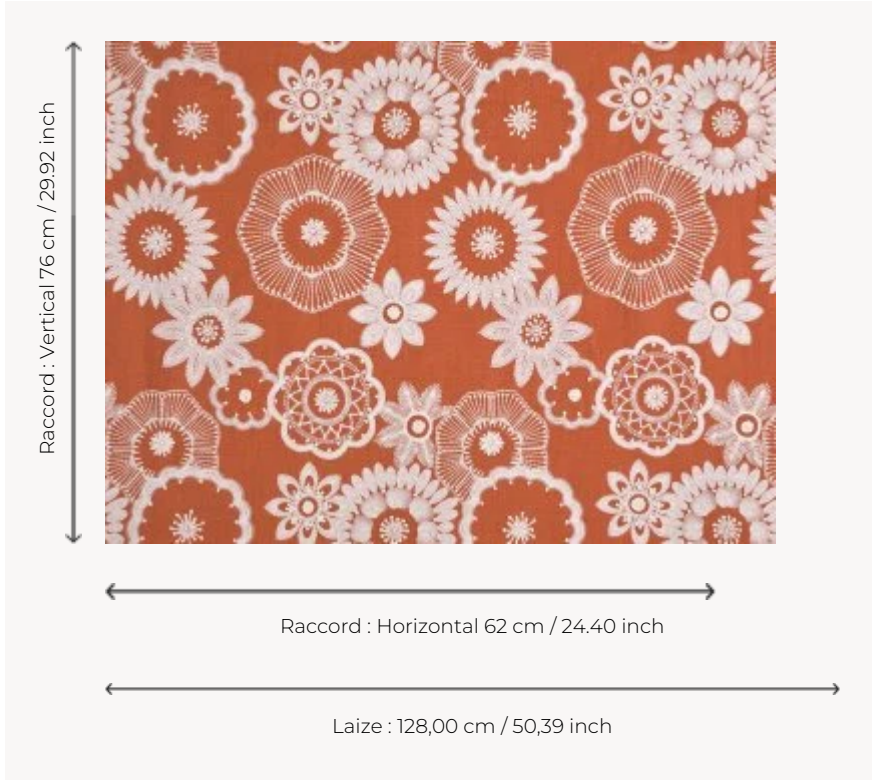 Raccord : Vertical 76 cm / 29.92 inch
Raccord : Horizontal 62 cm / 24.40 inch
Laize : 128,00 cm / 50,39 inch